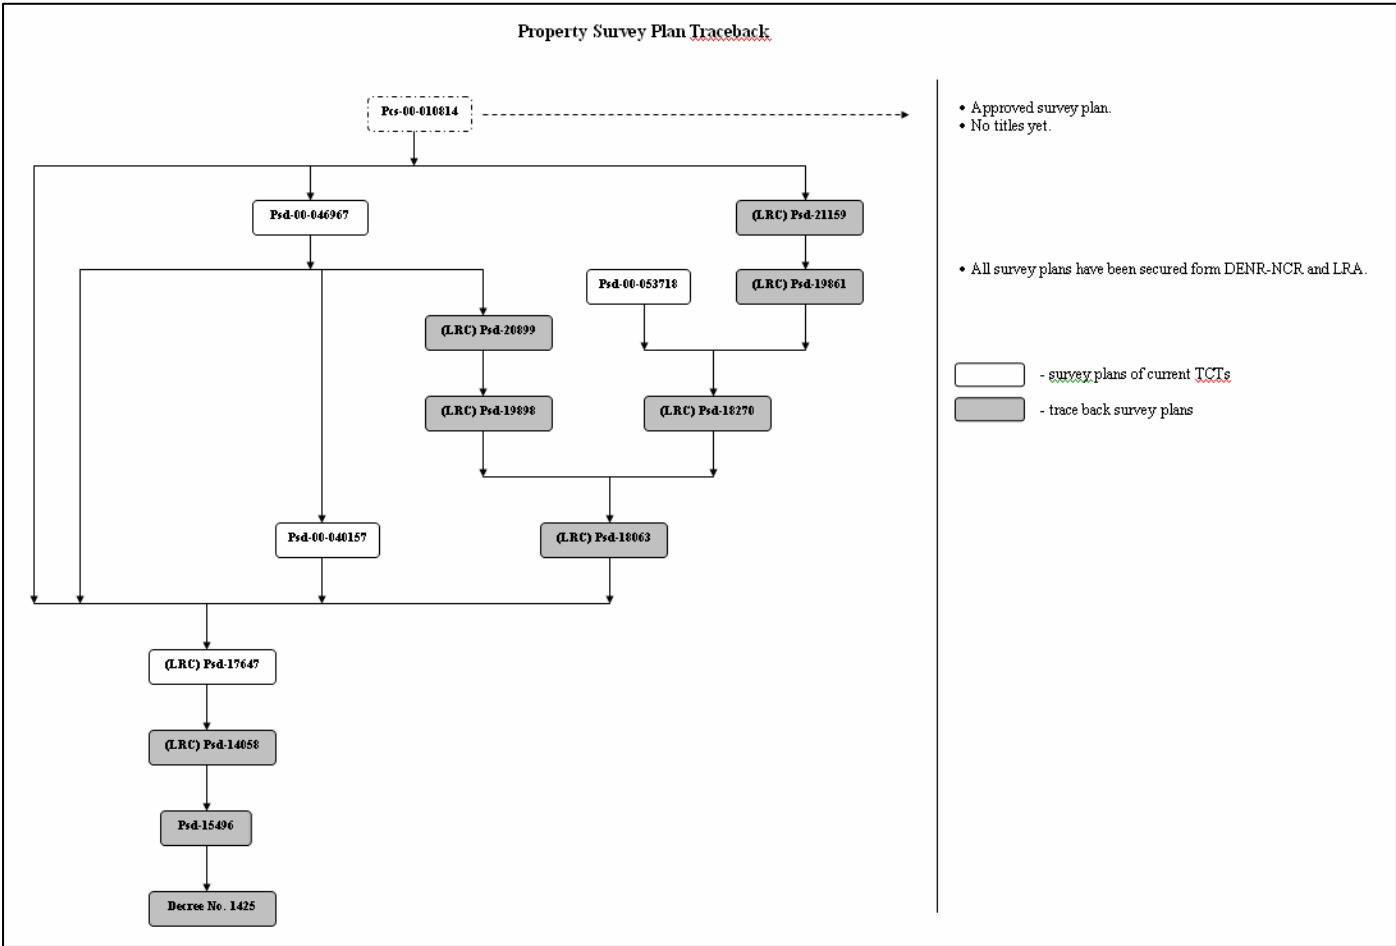 Property Survey Plan Traceback
Pcs-00-010814
• Approved survey plan.
• No titles yet.
Psd-00-046967
(LRC) Psd-21159
Psd-00-053718
(LRC) Psd-19861
• All survey plans have been secured form DENR-NCR and LRA.
(LRC) Psd-20899
- survey plans of current TCTs
(LRC) Psd-19898
(LRC) Psd-18270
- trace back survey plans
Psd-00-040157
(LRC) Psd-18063
(LRC) Psd-17647
(LRC) Psd-14058
Psd-15496
Decree No. 1425